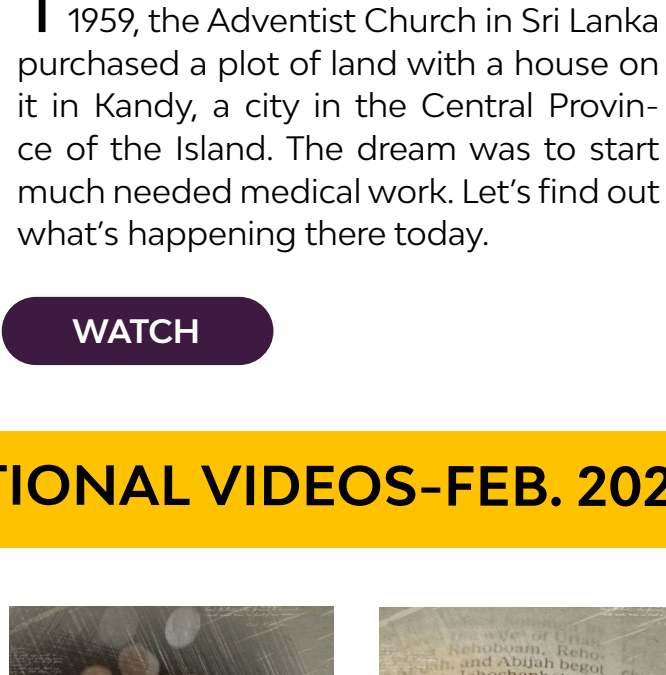 1959, the Adventist Church in Sri Lanka
purchased a plot of land with a house on
it in Kandy, a city in the Central Provin-
ce of the Island. The dream was to start
much needed medical work. Let's find out
what's happening there today.
WATCH
TIONAL VIDEOS-FEB. 202
of Uriah
Rehoboam, Reho
and Abijah begot